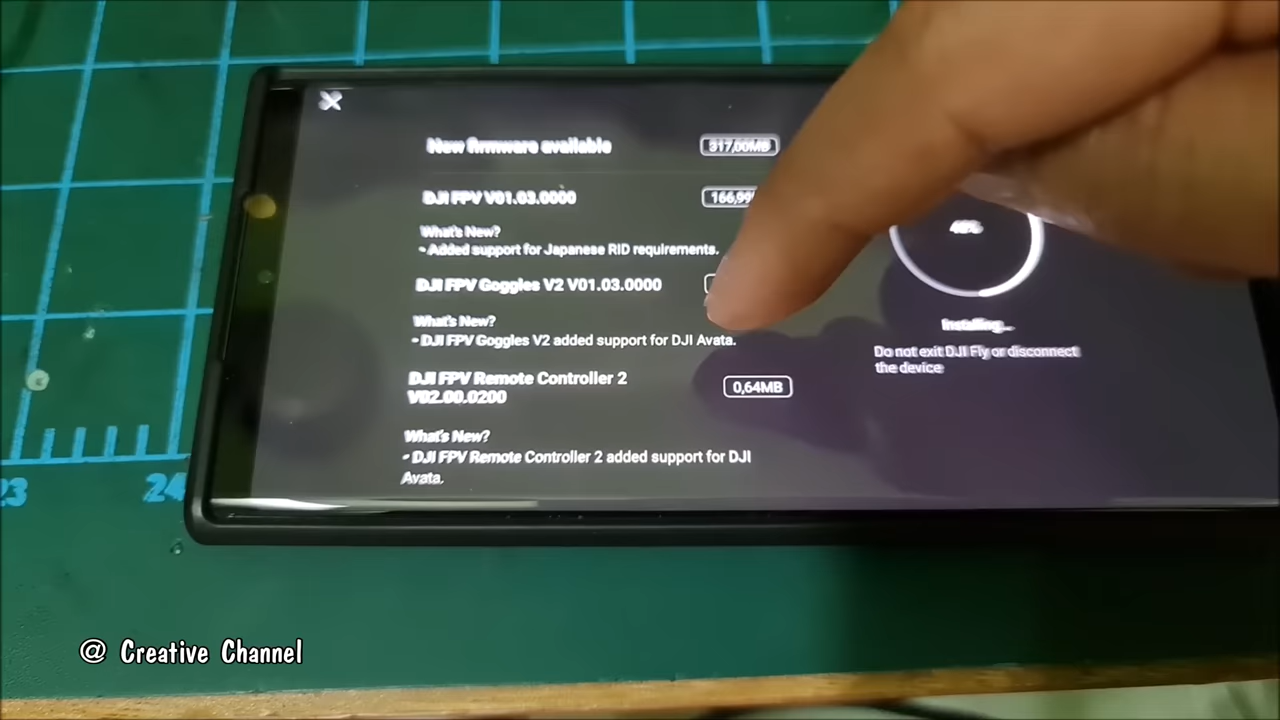 New firmware available
317,00MB
DJI FPV V01.03.0000
166,99
What's New?
- Added support for Japanese RID requirements.
DJI FPV Goggles V2 V01.03.0000
What's New?
- DJI FPV Goggles V2 added support for DJI Avata.
DJI FPV Remote Controller 2
V02.00.0200
0,64MB
What's New?
- DJI FPV Remote Controller 2 added support for DJI
Avata.
Installing...
Do not exit DJI Fly or disconnect
the device
23
24
@ Creative Channel